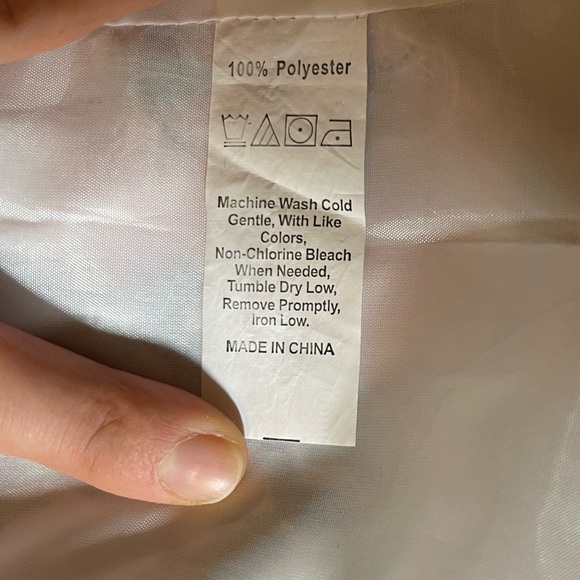 100% Polyester
Machine Wash Cold
Gentle, With Like
Colors,
Non-Chlorine Bleach
When Needed,
Tumble Dry Low,
Remove Promptly,
Iron Low.
MADE IN CHINA